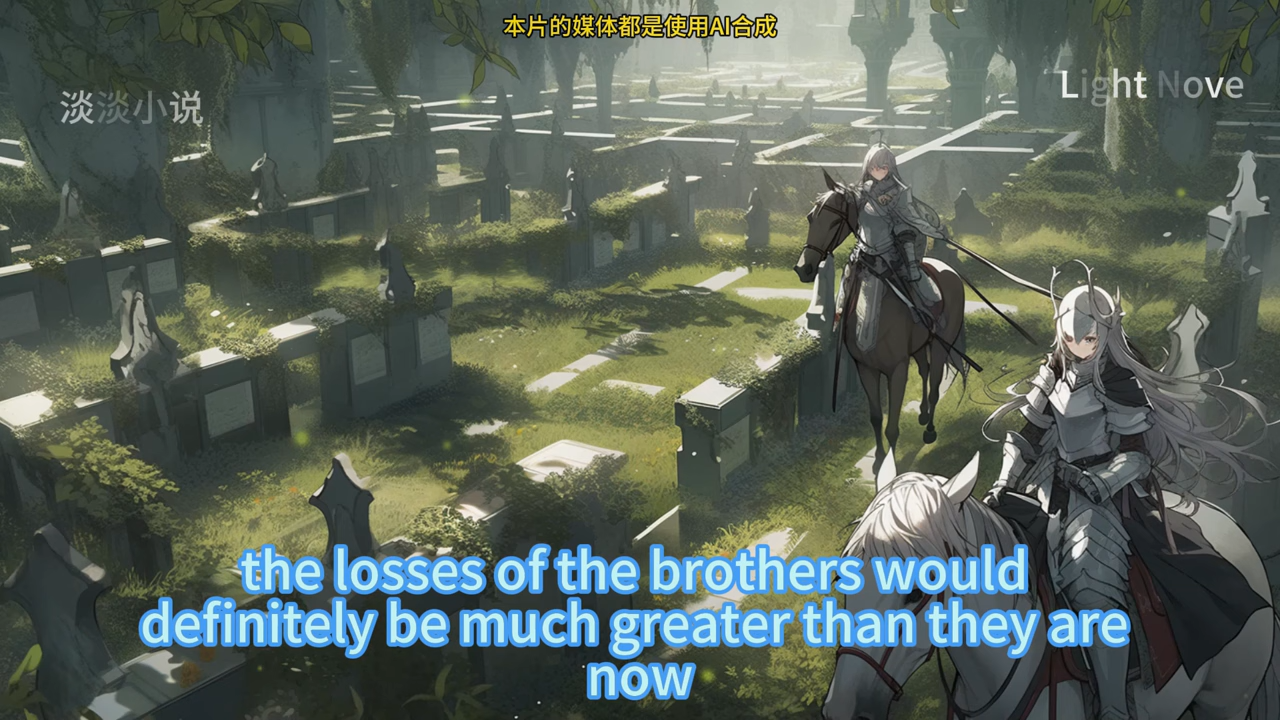 本片的媒体都是使用AI合成
淡淡小说
Light Nove
the losses of the brothers would
definitely be much greater than they are
now